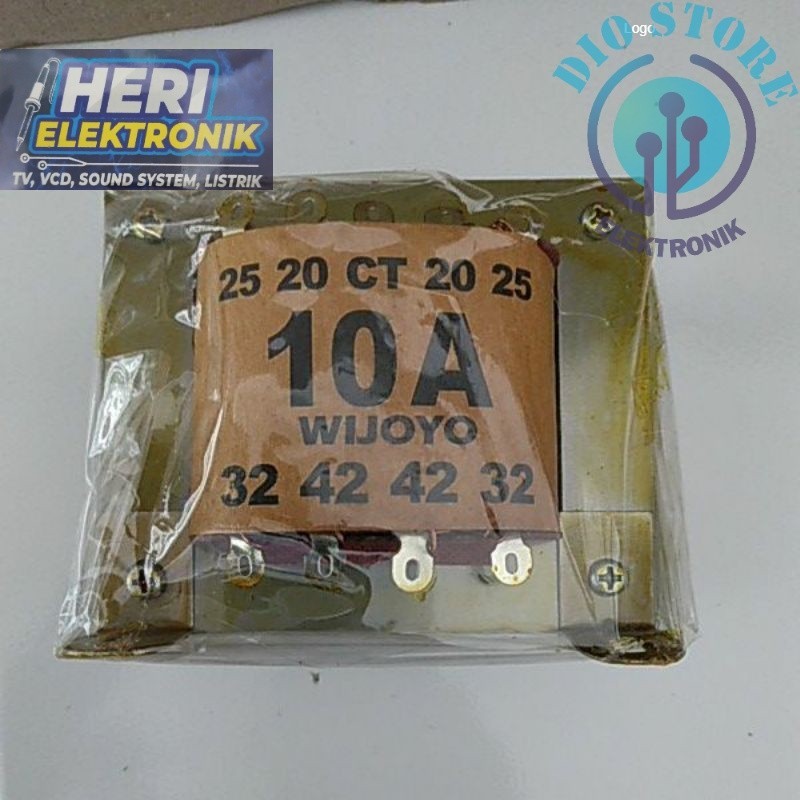 Logo
DIO STORE
ELEKTRONIK
HERI
ELEKTRONIK
TV, VCD, SOUND SYSTEM, LISTRIK
25 20 CT 20 25
10 A
WIJOYO
32 42 42 32